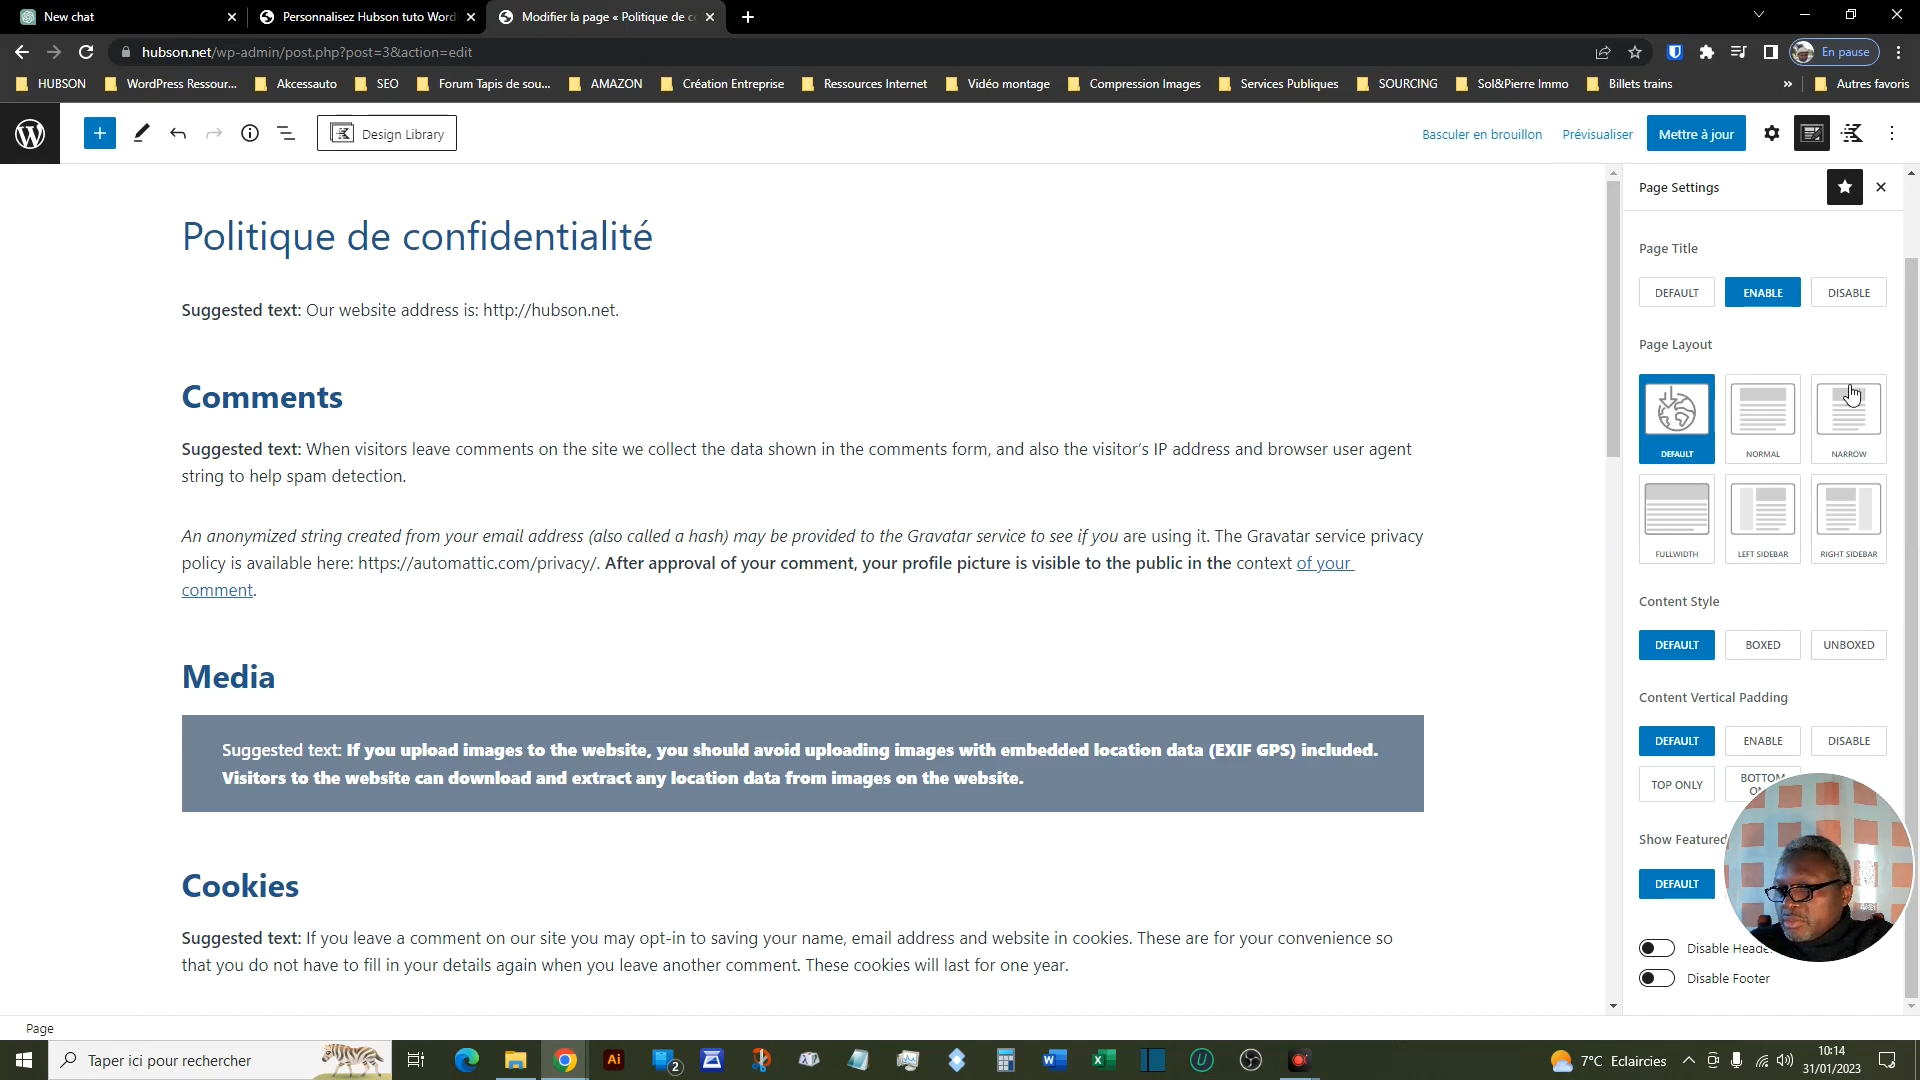 New chat
Personnalisez Hubson tuto Word
Modifier la page « Politique de co
hubson.net/wp-admin/post.php?post=3&action=edit
En pause
HUBSON
WordPress Ressour...
Akcessauto
SEO
Forum Tapis de sou...
AMAZON
Création Entreprise
Ressources Internet
Vidéo montage
Compression Images
Services Publiques
SOURCING
Sol&Pierre Immo
Billets trains
»
Autres favoris
Design Library
Basculer en brouillon
Prévisualiser
Mettre à jour
Politique de confidentialité
Suggested text: Our website address is: http://hubson.net.
Comments
Suggested text: When visitors leave comments on the site we collect the data shown in the comments form, and also the visitor's IP address and browser user agent
string to help spam detection.
An anonymized string created from your email address (also called a hash) may be provided to the Gravatar service to see if you are using it. The Gravatar service privacy
policy is available here: https://automattic.com/privacy/. After approval of your comment, your profile picture is visible to the public in the context of your
comment.
Media
Suggested text: If you upload images to the website, you should avoid uploading images with embedded location data (EXIF GPS) included.
Visitors to the website can download and extract any location data from images on the website.
Cookies
Suggested text: If you leave a comment on our site you may opt-in to saving your name, email address and website in cookies. These are for your convenience so
that you do not have to fill in your details again when you leave another comment. These cookies will last for one year.
Page Settings
Page Title
DEFAULT ENABLE DISABLE
Page Layout
DEFAULT NORMAL NARROW
FULLWIDTH LEFT SIDEBAR RIGHT SIDEBAR
Content Style
DEFAULT BOXED UNBOXED
Content Vertical Padding
DEFAULT ENABLE DISABLE
TOP ONLY BOTTOM
Show Featured
DEFAULT
Disable Heade
Disable Footer
Page
Taper ici pour rechercher
Ai
2
7°C Eclaircies
10:14
31/01/2023